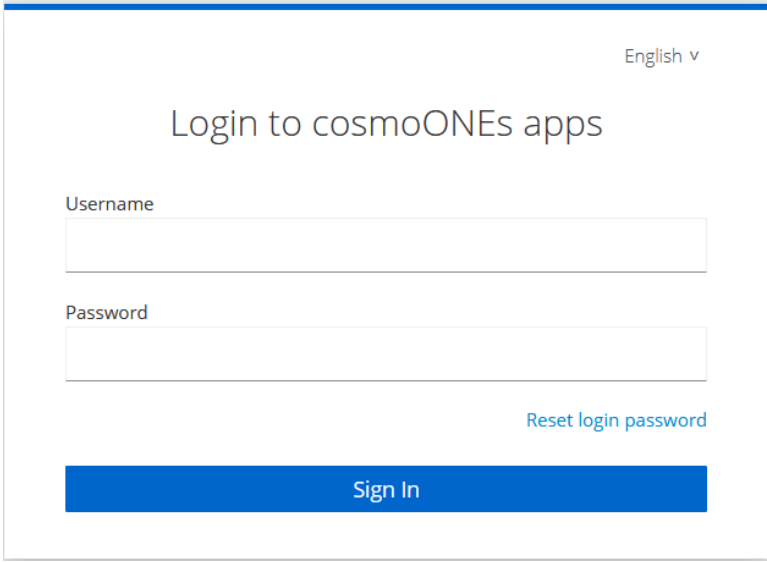 English v
Login to cosmoONEs apps
Username
Password
Reset login password
Sign In